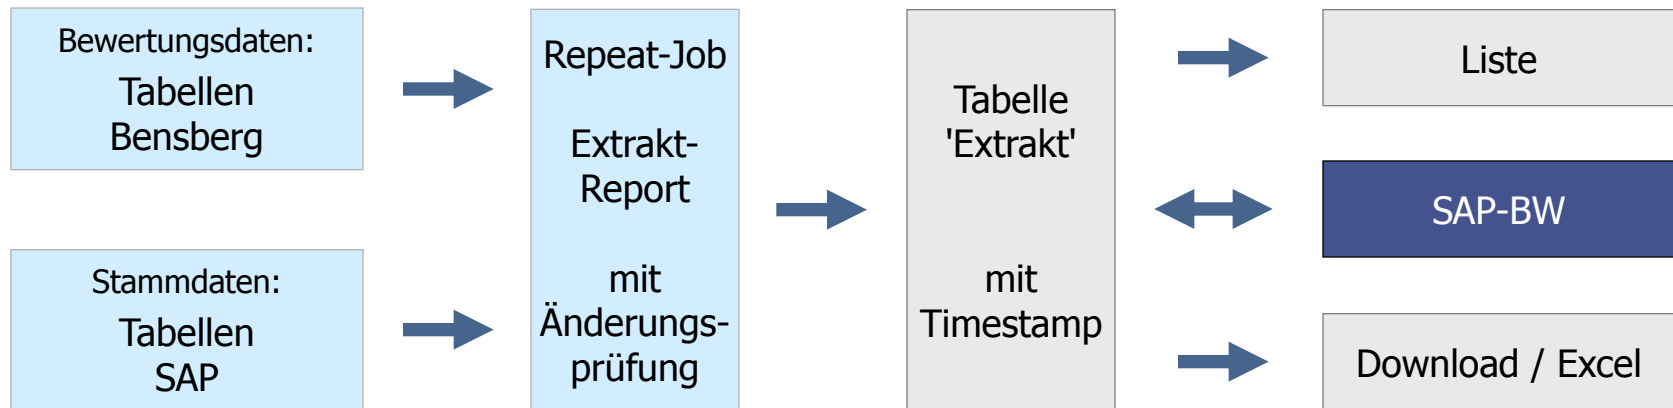 Bewertungsdaten:
Tabellen
Bensberg
Stammdaten:
Tabellen
SAP
Repeat-Job
Extrakt-
Report
mit
Änderungs-
prüfung
Tabelle
'Extrakt'
mit
Timestamp
Liste
SAP-BW
Download / Excel